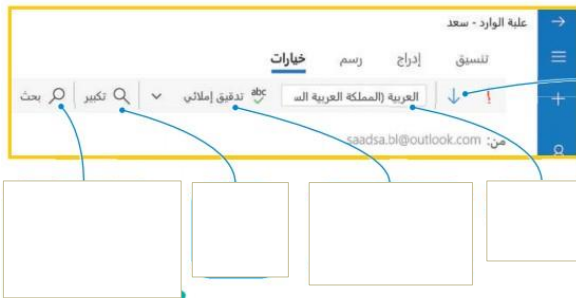 علبة الوارد - سعد
تنسيق إدراج رسم خيارات
! ↓ العربية (المملكة العربية الس abc تدقيق إملائي تكبير بحث
من: saadsa.bl@outlook.com